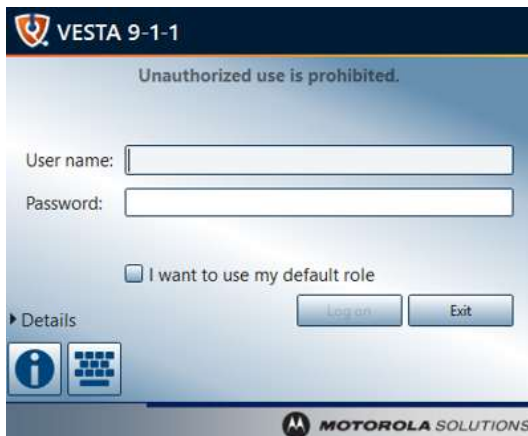 VESTA 9-1-1
Unauthorized use is prohibited.
User name:
Password:
I want to use my default role
Log on
Exit
Details
MOTOROLA SOLUTIONS